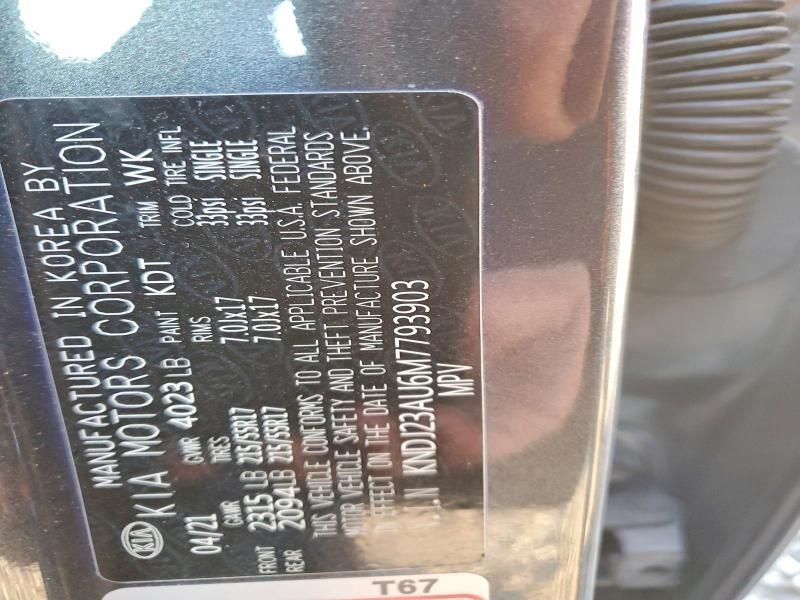 MANUFACTURED IN KOREA BY
KIA KIA MOTORS CORPORATION
04/21 GVWR 4023 LB PAINT KDT TRIM WK
GAWR TIRES RIMS COLD TIRE INFL
FRONT 2315 LB 215/55R17 7.0Jx17 33psi SINGLE
REAR 2094LB 215/55R17 7.0Jx17 33psi SINGLE
THIS VEHICLE CONFORMS TO ALL APPLICABLE U.S.A. FEDERAL
MOTOR VEHICLE SAFETY AND THEFT PREVENTION STANDARDS
IN EFFECT ON THE DATE OF MANUFACTURE SHOWN ABOVE.
V.I.N KNDJ23AU6M7793903
MPV
T67